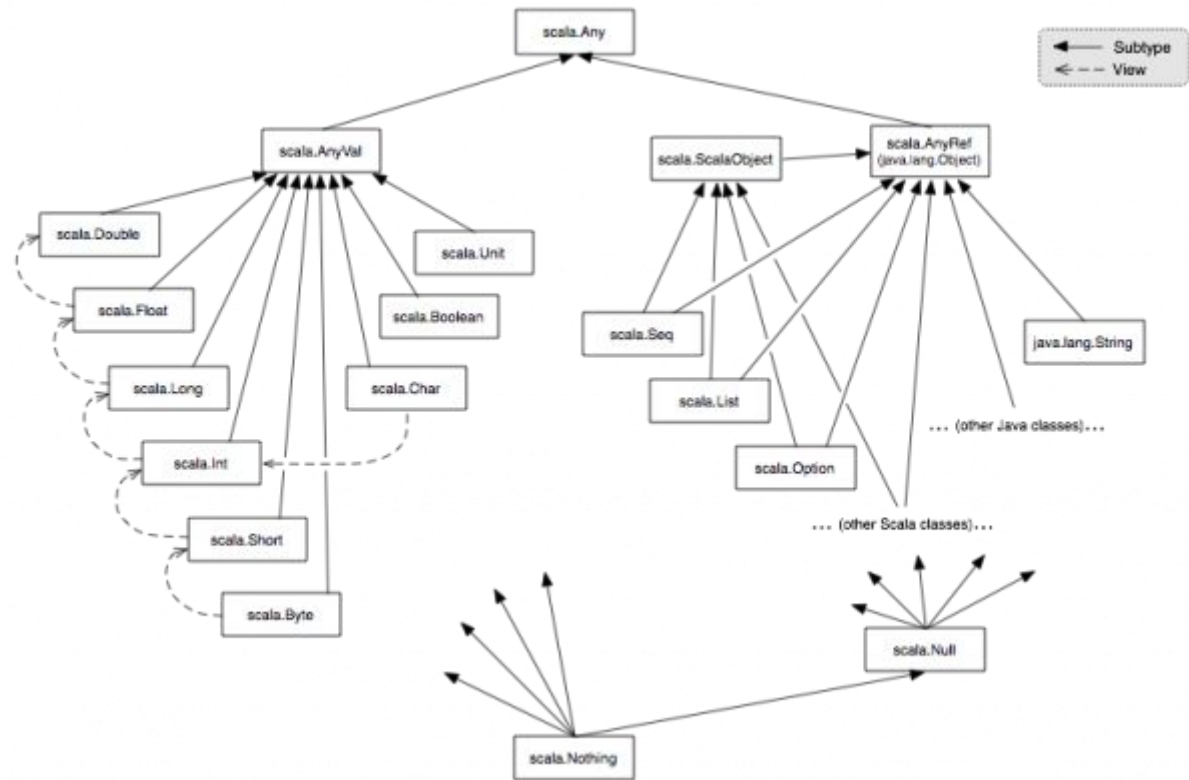 scala.Any
Subtype
View
scala.AnyVal
scala.ScalaObject
scala.AnyRef
(java.lang.Object)
scala.Double
scala.Unit
scala.Float
scala.Boolean
scala.Seq
java.lang.String
scala.Long
scala.Char
scala.List
... (other Java classes)...
scala.Int
scala.Option
... (other Scala classes)...
scala.Short
scala.Byte
scala.Null
scala.Nothing